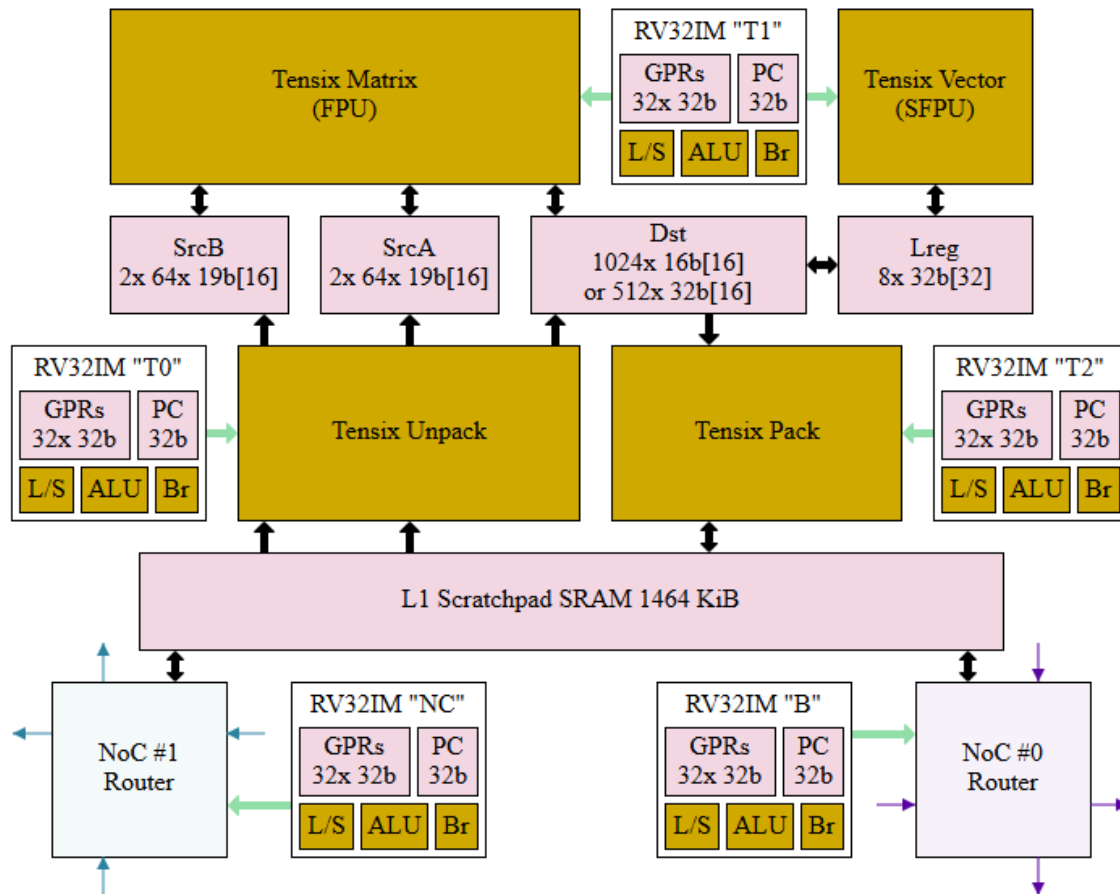 Tensix Matrix
(FPU)
RV32IM "T1"
GPRs
32x 32b
PC
32b
L/S
ALU
Br
Tensix Vector
(SFPU)
SrcB
2x 64x 19b[16]
SrcA
2x 64x 19b[16]
Dst
1024x 16b[16]
or 512x 32b[16]
Lreg
8x 32b[32]
RV32IM "T0"
GPRs
32x 32b
PC
32b
L/S
ALU
Br
Tensix Unpack
Tensix Pack
RV32IM "T2"
GPRs
32x 32b
PC
32b
L/S
ALU
Br
L1 Scratchpad SRAM 1464 KiB
NoC #1
Router
RV32IM "NC"
GPRs
32x 32b
PC
32b
L/S
ALU
Br
RV32IM "B"
GPRs
32x 32b
PC
32b
L/S
ALU
Br
NoC #0
Router